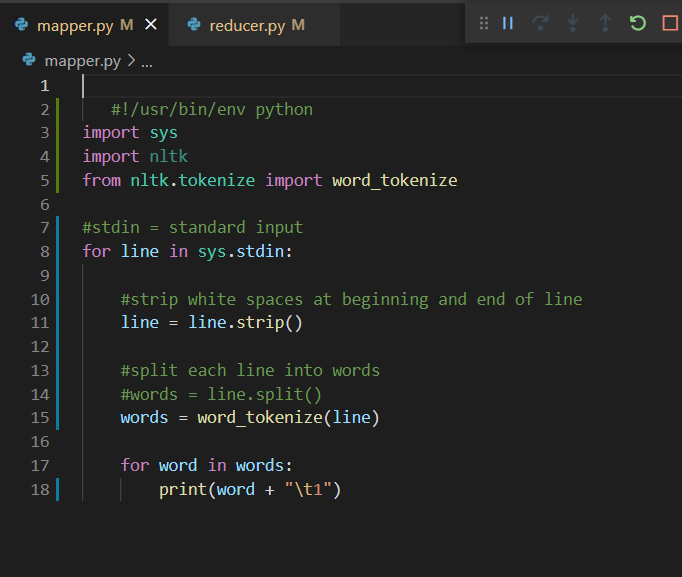 mapper.py M
reducer.py M
mapper.py > ...
1
2 #!/usr/bin/env python
3 import sys
4 import nltk
5 from nltk.tokenize import word_tokenize
6
7 #stdin = standard input
8 for line in sys.stdin:
9
10 #strip white spaces at beginning and end of line
11 line = line.strip()
12
13 #split each line into words
14 #words = line.split()
15 words = word_tokenize(line)
16
17 for word in words:
18 print(word + "\t1")